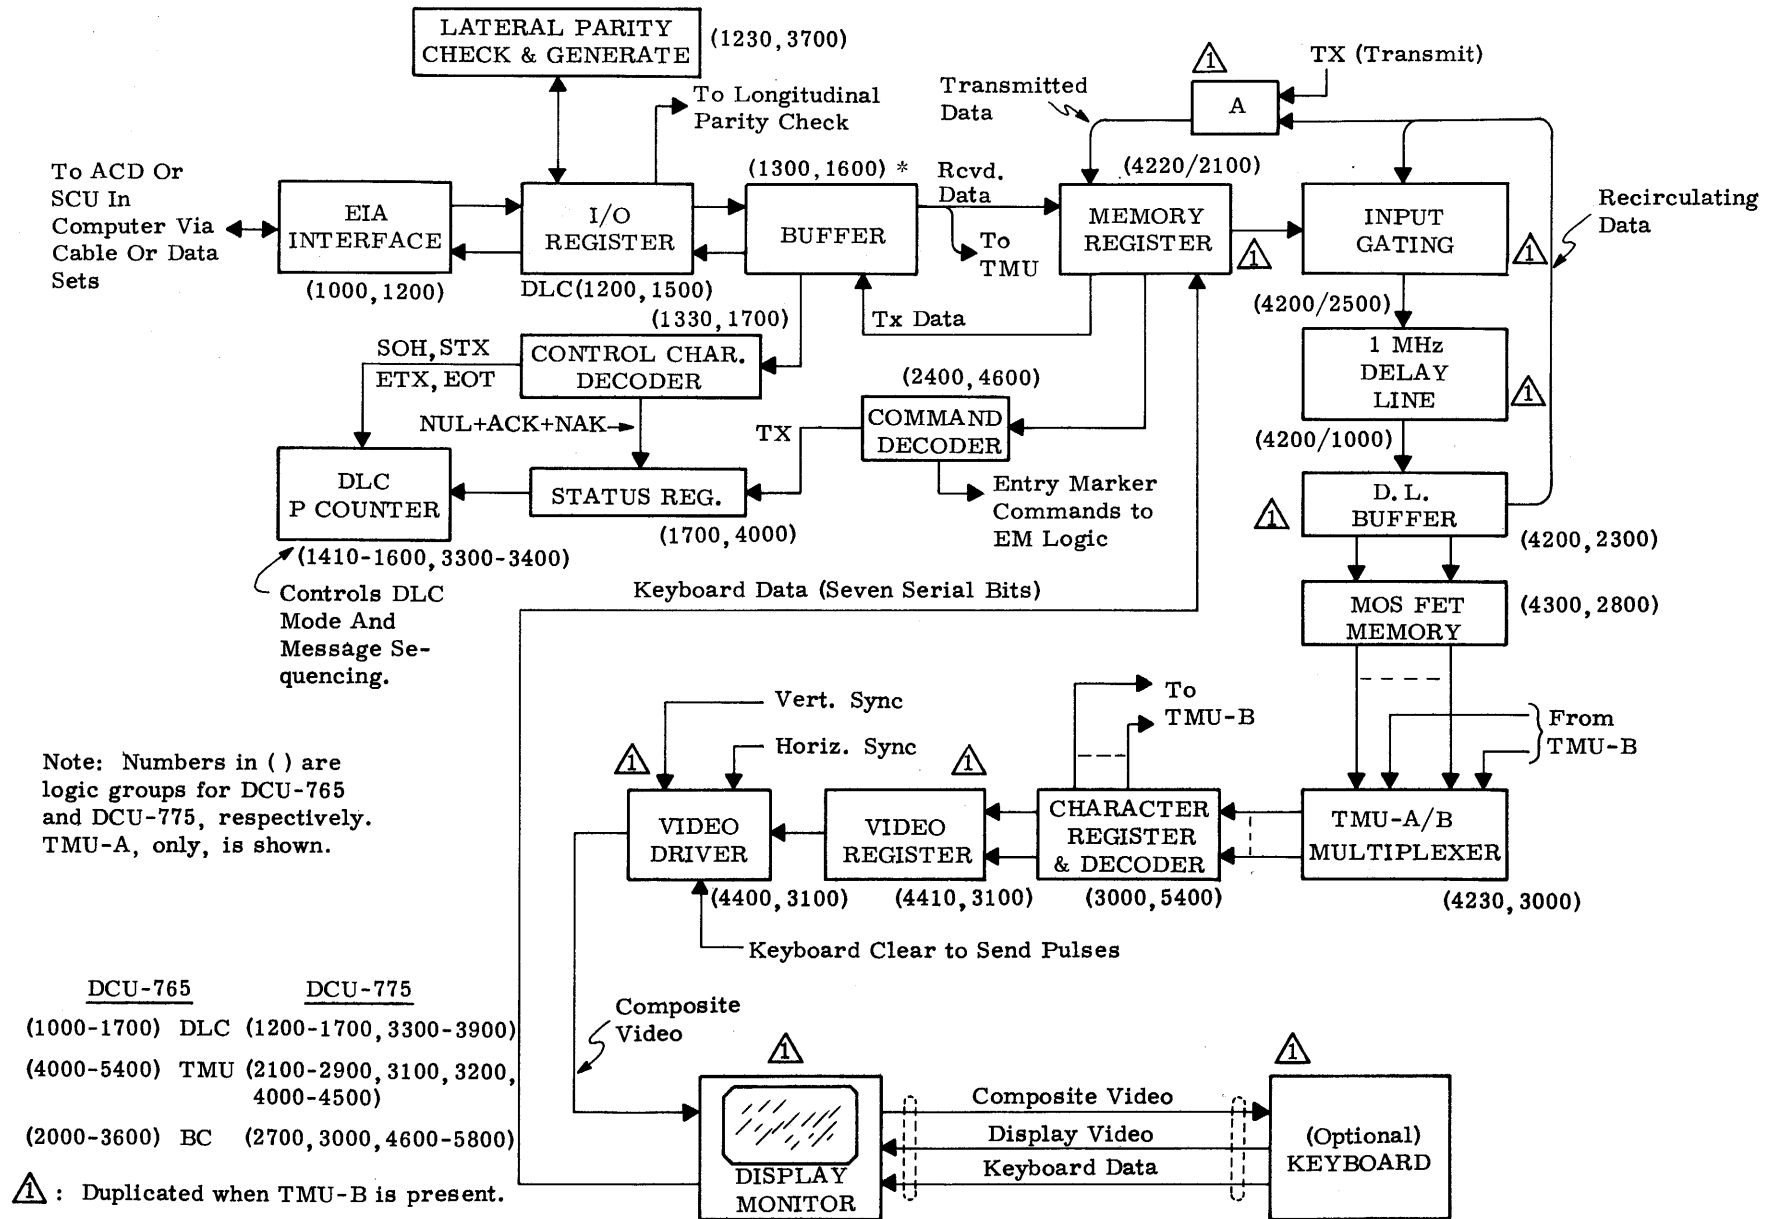 LATERAL PARITY
CHECK & GENERATE
(1230, 3700)
To Longitudinal
Parity Check
Transmitted
Data
1
A
TX (Transmit)
To ACD Or
SCU In
Computer Via
Cable Or Data
Sets
EIA
INTERFACE
(1000, 1200)
I/O
REGISTER
DLC(1200, 1500)
(1300, 1600) *
BUFFER
Rcvd.
Data
To
TMU
(4220/2100)
MEMORY
REGISTER
1
INPUT
GATING
1
Recirculating
Data
(4200/2500)
Tx Data
(1330, 1700)
SOH, STX
ETX, EOT
CONTROL CHAR.
DECODER
NUL+ACK+NAK
(2400, 4600)
COMMAND
DECODER
TX
1 MHz
DELAY
LINE
1
(4200/1000)
DLC
P COUNTER
STATUS REG.
(1700, 4000)
(1410-1600, 3300-3400)
Entry Marker
Commands to
EM Logic
1
D. L.
BUFFER
(4200, 2300)
Controls DLC
Mode And
Message Se-
quencing.
Keyboard Data (Seven Serial Bits)
MOS FET
MEMORY
(4300, 2800)
Vert. Sync
Horiz. Sync
To
TMU-B
From
TMU-B
Note: Numbers in ( ) are
logic groups for DCU-765
and DCU-775, respectively.
TMU-A, only, is shown.
1
VIDEO
DRIVER
(4400, 3100)
1
VIDEO
REGISTER
(4410, 3100)
CHARACTER
REGISTER
& DECODER
(3000, 5400)
TMU-A/B
MULTIPLEXER
(4230, 3000)
Keyboard Clear to Send Pulses
DCU-765 DCU-775
(1000-1700) DLC (1200-1700, 3300-3900)
(4000-5400) TMU (2100-2900, 3100, 3200,
4000-4500)
(2000-3600) BC (2700, 3000, 4600-5800)
1 : Duplicated when TMU-B is present.
Composite
Video
1
DISPLAY
MONITOR
Composite Video
Display Video
Keyboard Data
1
(Optional)
KEYBOARD